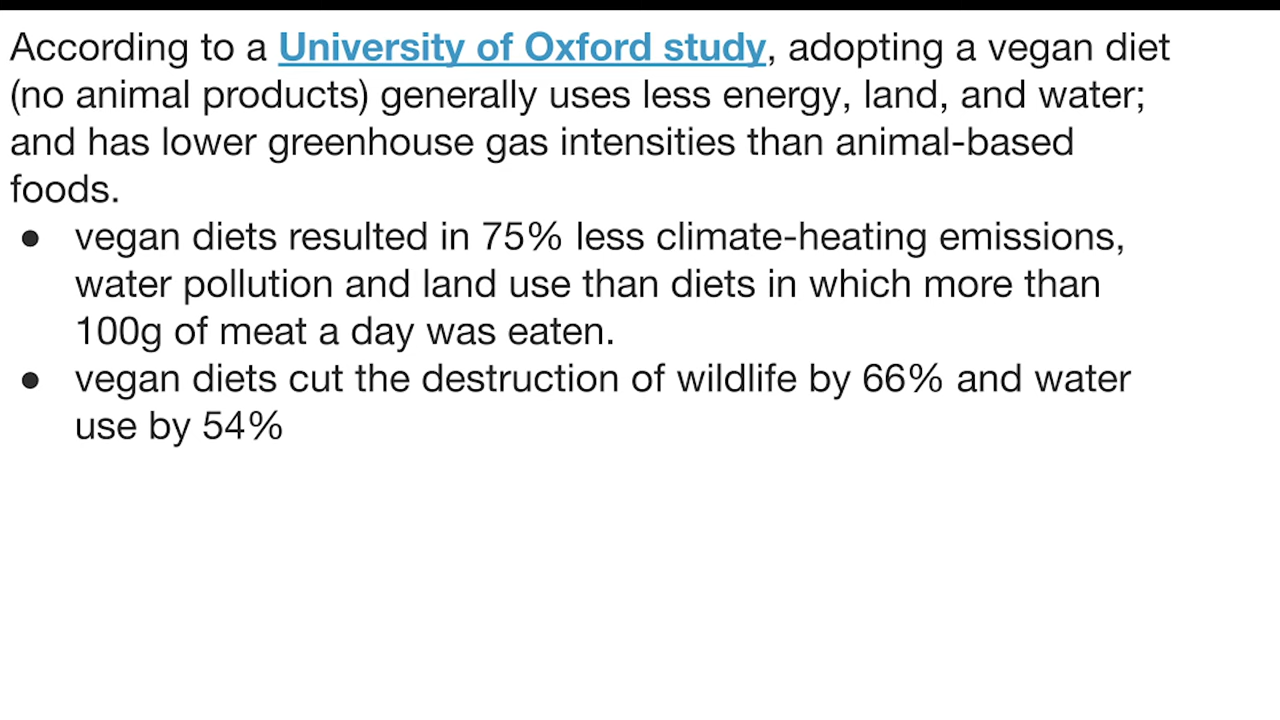 According to a University of Oxford study, adopting a vegan diet
(no animal products) generally uses less energy, land, and water;
and has lower greenhouse gas intensities than animal-based
foods.
● vegan diets resulted in 75% less climate-heating emissions,
water pollution and land use than diets in which more than
100g of meat a day was eaten.
● vegan diets cut the destruction of wildlife by 66% and water
use by 54%